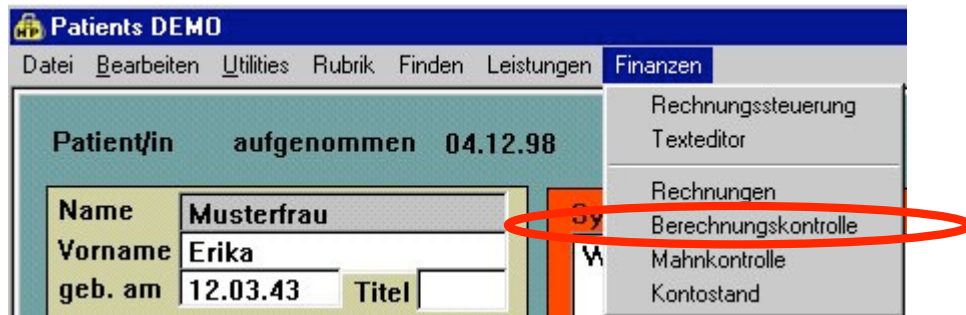 Patients DEMO
Datei Bearbeiten Utilities Rubrik Finden Leistungen Finanzen
Rechnungssteuerung
Texteditor
Rechnungen
Berechnungskontrolle
Mahnkontrolle
Kontostand
Patient/in aufgenommen 04.12.98
Name Musterfrau
Vorname Erika
geb. am 12.03.43 Titel
Sy
W